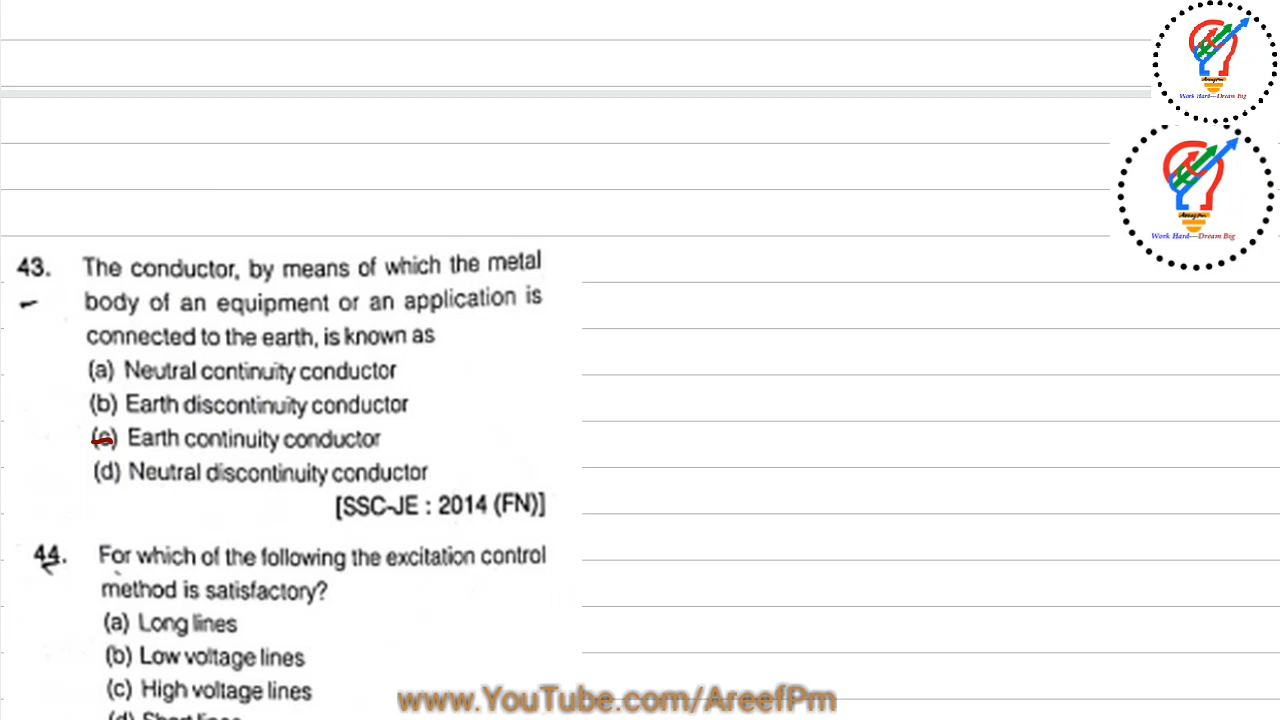 Work Hard---Dream Big
Work Hard---Dream Big
43. The conductor, by means of which the metal
body of an equipment or an application is
connected to the earth, is known as
(a) Neutral continuity conductor
(b) Earth discontinuity conductor
(c) Earth continuity conductor
(d) Neutral discontinuity conductor
[SSC-JE : 2014 (FN)]
44. For which of the following the excitation control
method is satisfactory?
(a) Long lines
(b) Low voltage lines
(c) High voltage lines
(d) Short lines
www.YouTube.com/AreefPm